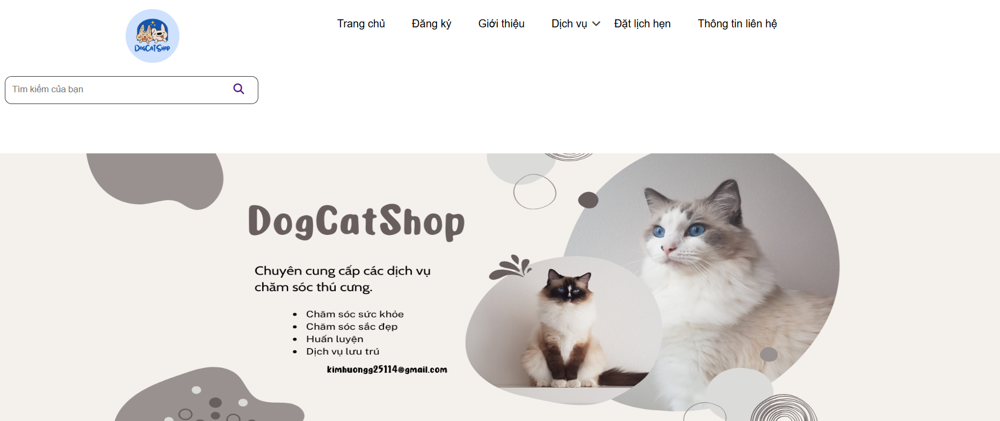 DogCatShop
Trang chủ
Đăng ký
Giới thiệu
Dịch vụ
Đặt lịch hẹn
Thông tin liên hệ
Tìm kiếm của bạn
DogCatShop
Chuyên cung cấp các dịch vụ
chăm sóc thú cưng.
• Chăm sóc sức khỏe
• Chăm sóc sắc đẹp
• Huấn luyện
• Dịch vụ lưu trú
kimhuongg25114@gmail.com